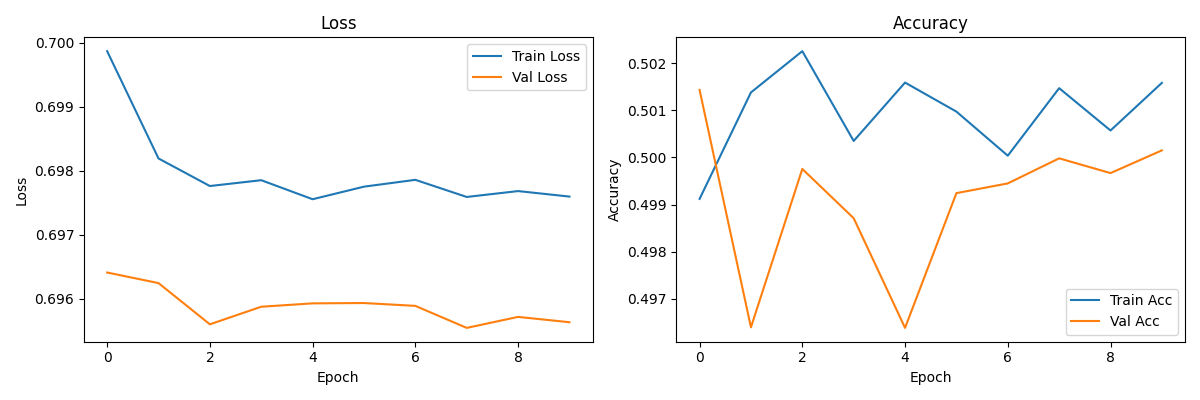 Loss
0.700
0.699
0.698
0.697
0.696
Loss
0
2
4
6
8
Epoch
Train Loss
Val Loss
Accuracy
0.502
0.501
0.500
0.499
0.498
0.497
Accuracy
0
2
4
6
8
Epoch
Train Acc
Val Acc